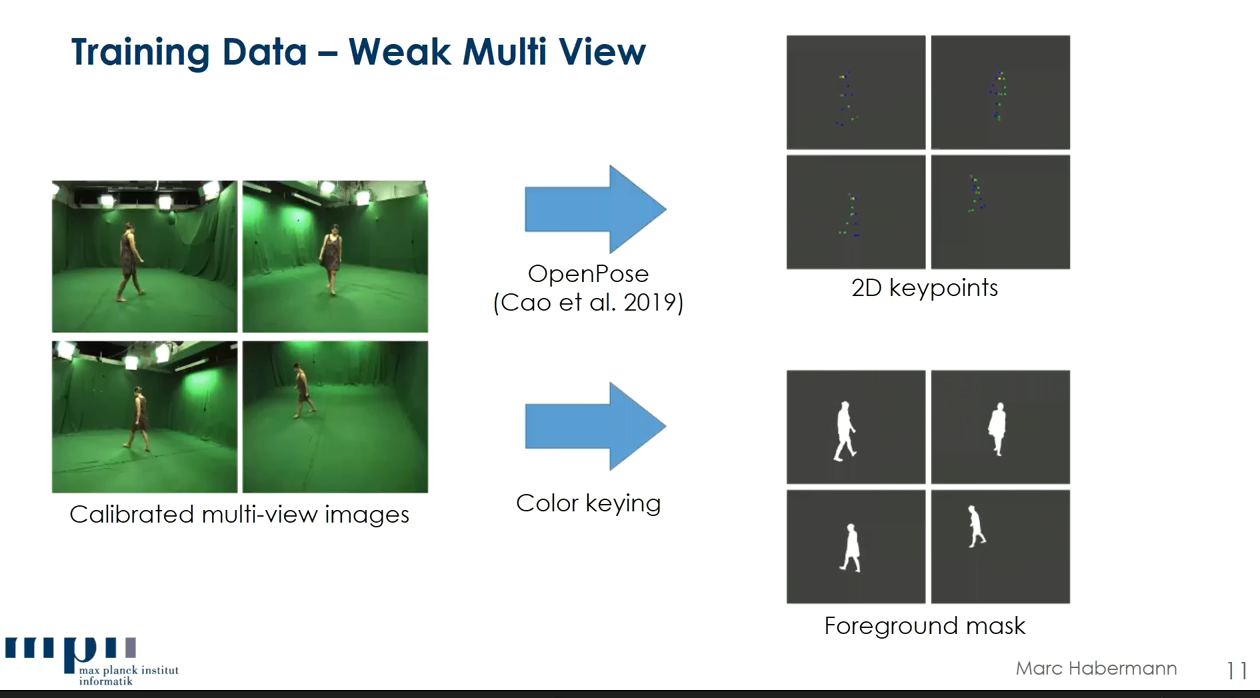 Training Data – Weak Multi View
OpenPose
(Cao et al. 2019)
2D keypoints
Calibrated multi-view images
Color keying
Foreground mask
max planck institut
informatik
Marc Habermann
11